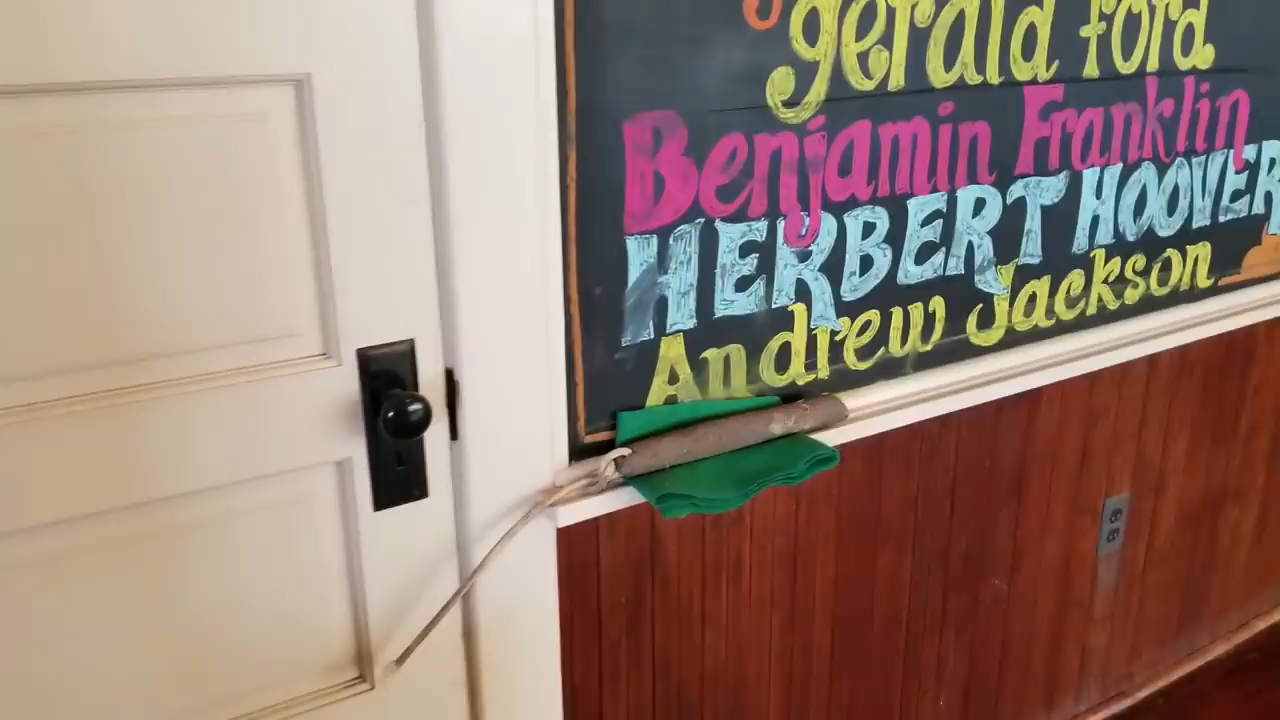 gerald ford
Benjamin Franklin
HERBERT HOOVER
Andrew Jackson